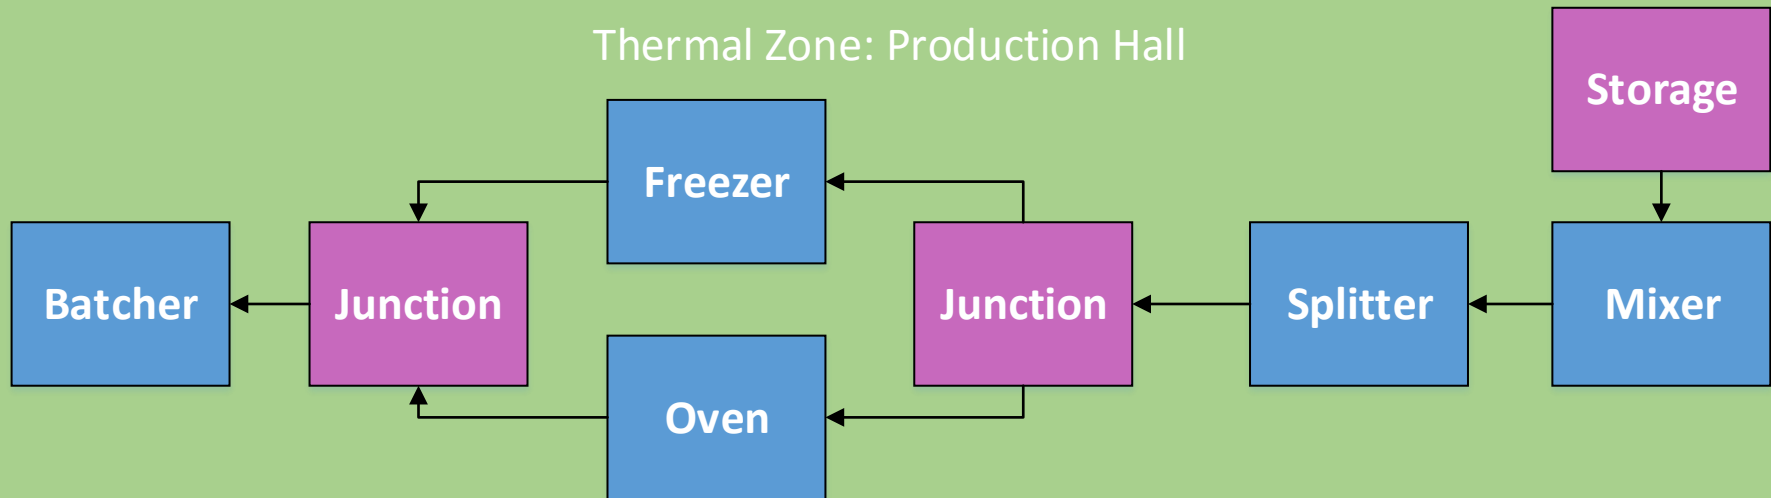 Thermal Zone: Production Hall
Storage
Freezer
Batcher
Junction
Junction
Splitter
Mixer
Oven